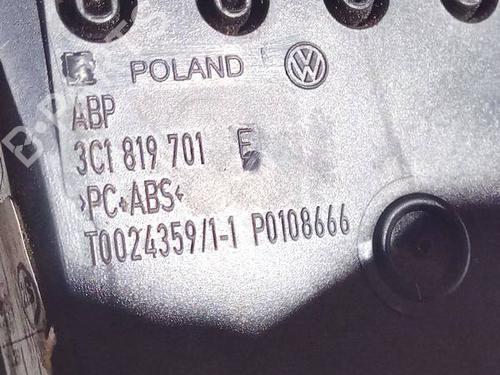 POLAND
ABP
3C1 819 701 E
>PC+ABS<
T0024359/1-1 P0108666